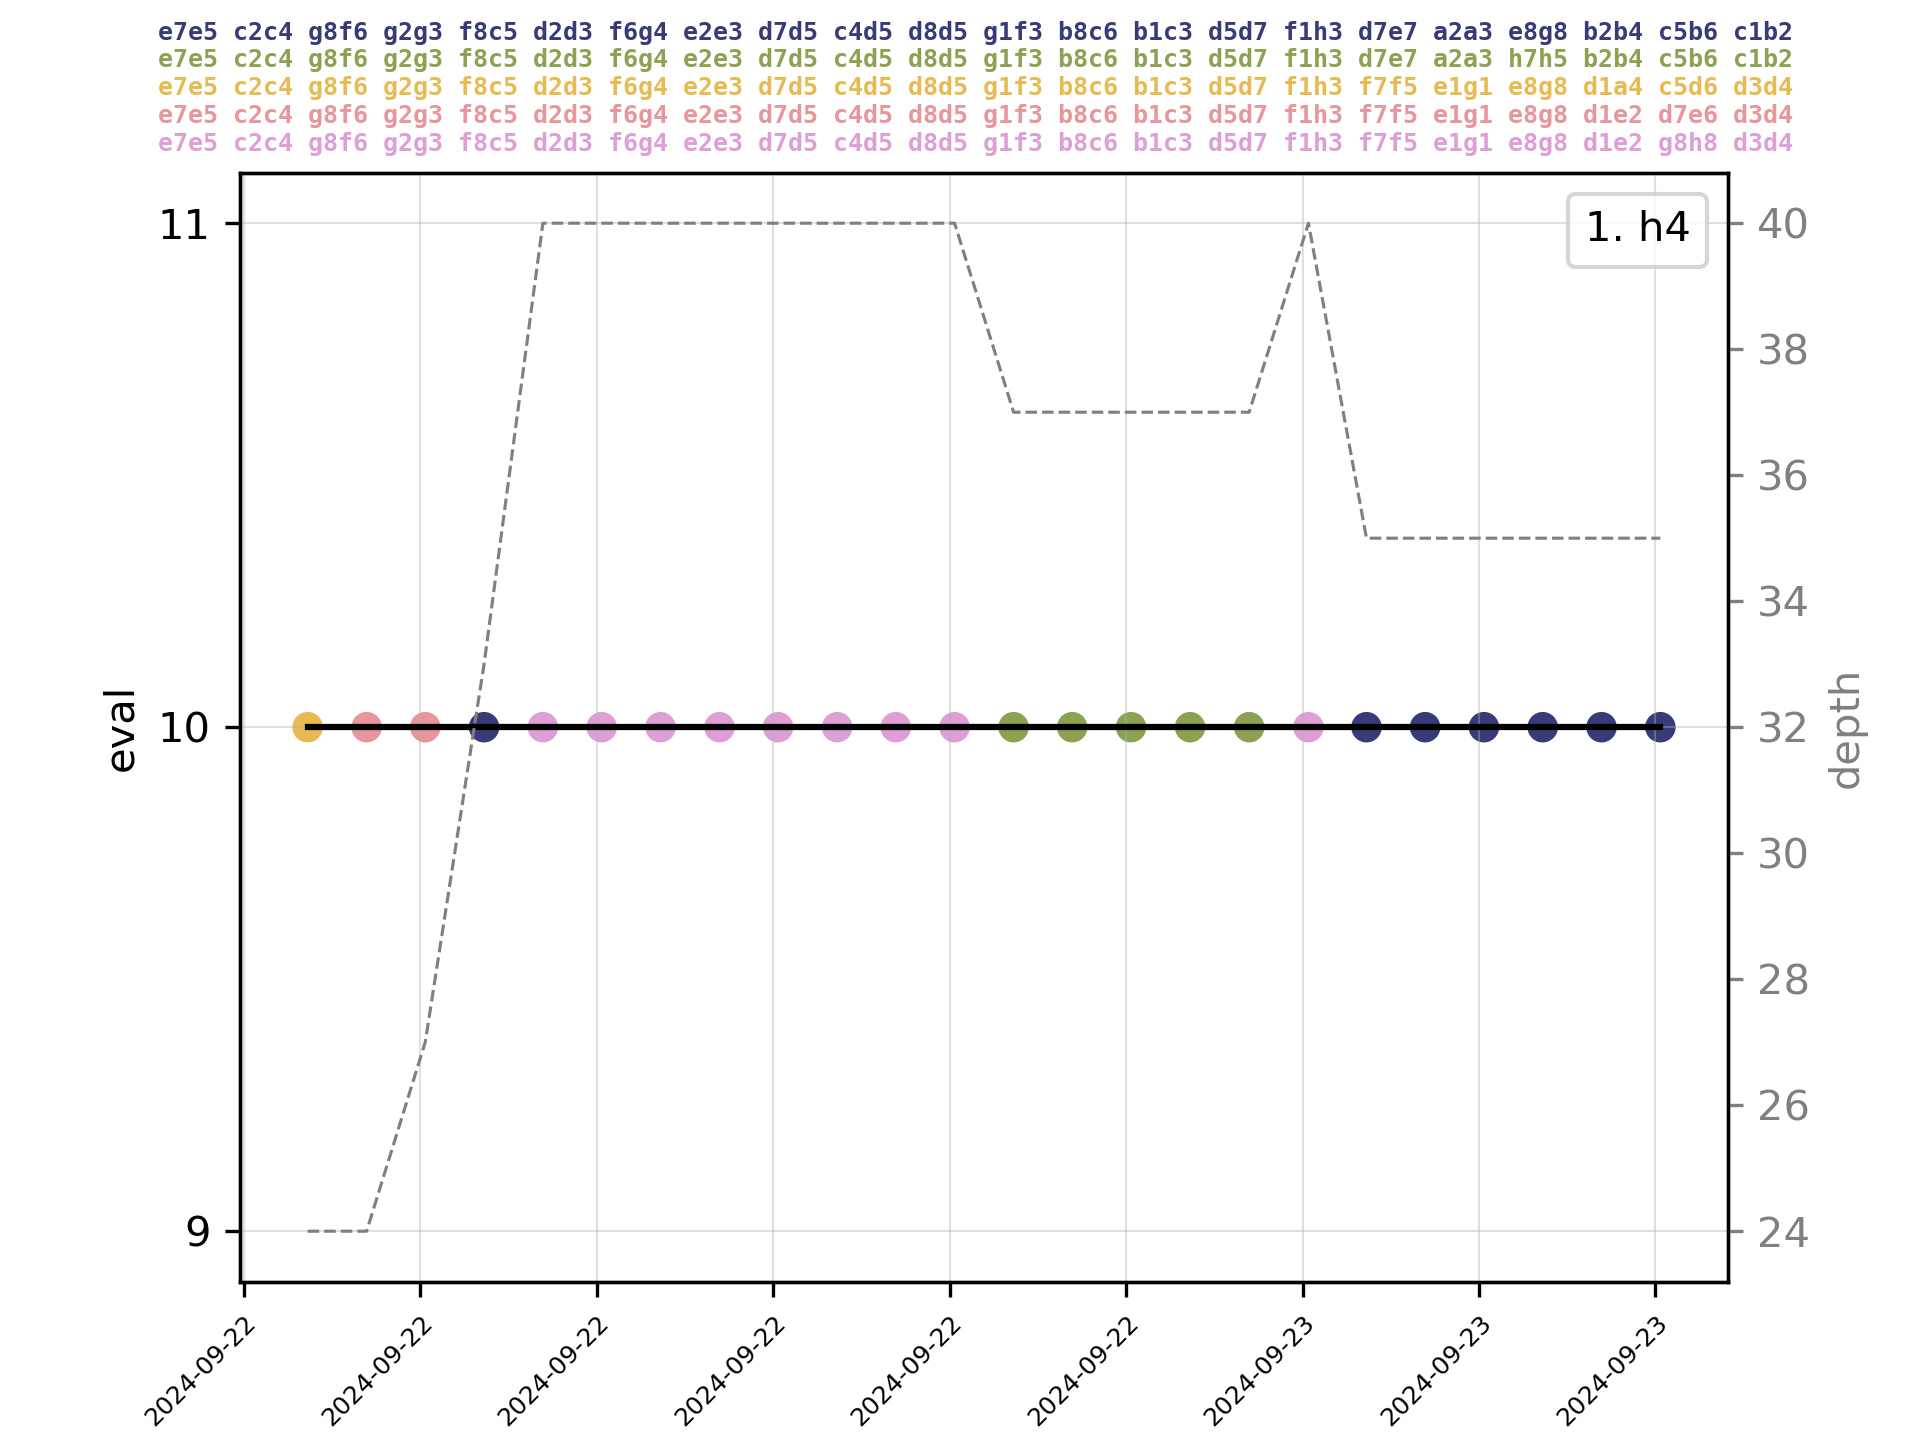 e7e5 c2c4 g8f6 g2g3 f8c5 d2d3 f6g4 e2e3 d7d5 c4d5 d8d5 g1f3 b8c6 b1c3 d5d7 f1h3 d7e7 a2a3 e8g8 b2b4 c5b6 c1b2
e7e5 c2c4 g8f6 g2g3 f8c5 d2d3 f6g4 e2e3 d7d5 c4d5 d8d5 g1f3 b8c6 b1c3 d5d7 f1h3 d7e7 a2a3 h7h5 b2b4 c5b6 c1b2
e7e5 c2c4 g8f6 g2g3 f8c5 d2d3 f6g4 e2e3 d7d5 c4d5 d8d5 g1f3 b8c6 b1c3 d5d7 f1h3 f7f5 e1g1 e8g8 d1a4 c5d6 d3d4
e7e5 c2c4 g8f6 g2g3 f8c5 d2d3 f6g4 e2e3 d7d5 c4d5 d8d5 g1f3 b8c6 b1c3 d5d7 f1h3 f7f5 e1g1 e8g8 d1e2 d7e6 d3d4
e7e5 c2c4 g8f6 g2g3 f8c5 d2d3 f6g4 e2e3 d7d5 c4d5 d8d5 g1f3 b8c6 b1c3 d5d7 f1h3 f7f5 e1g1 e8g8 d1e2 g8h8 d3d4
1. h4
11
10
9
eval
40
38
36
34
32
30
28
26
24
depth
2024-09-22
2024-09-22
2024-09-22
2024-09-22
2024-09-22
2024-09-22
2024-09-23
2024-09-23
2024-09-23